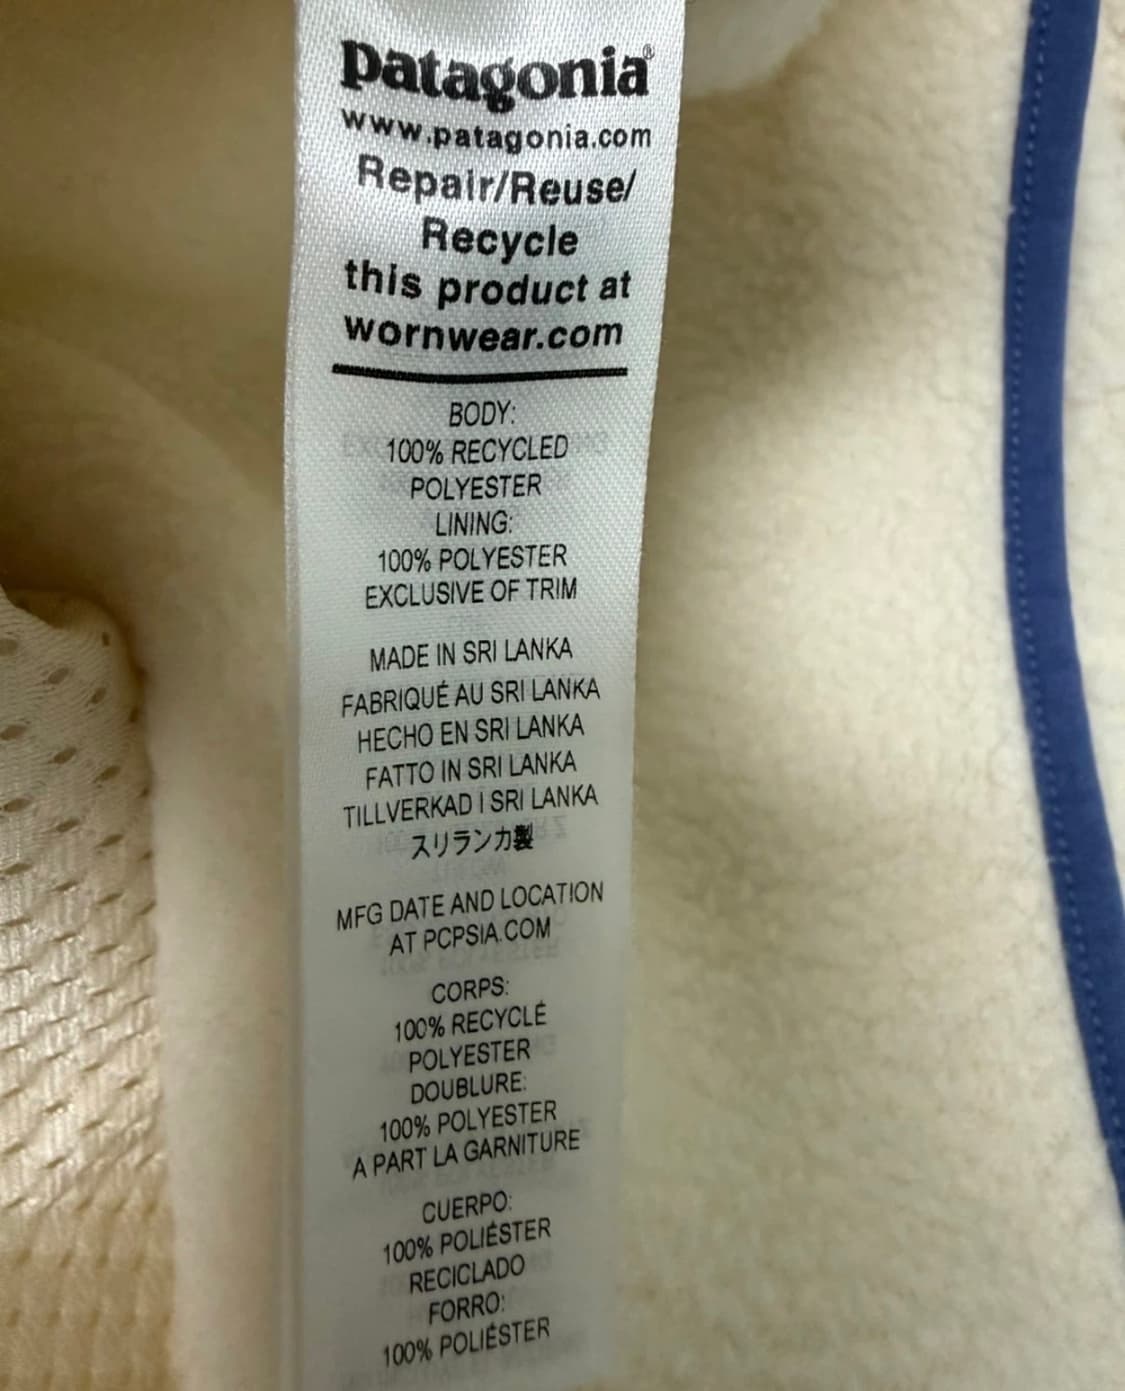 patagonia®
www.patagonia.com
Repair/Reuse/
Recycle
this product at
wornwear.com
BODY:
100% RECYCLED
POLYESTER
LINING:
100% POLYESTER
EXCLUSIVE OF TRIM
MADE IN SRI LANKA
FABRIQUÉ AU SRI LANKA
HECHO EN SRI LANKA
FATTO IN SRI LANKA
TILLVERKAD I SRI LANKA
スリランカ製
MFG DATE AND LOCATION
AT PCPSIA.COM
CORPS:
100% RECYCLÉ
POLYESTER
DOUBLURE:
100% POLYESTER
A PART LA GARNITURE
CUERPO:
100% POLIÉSTER
RECICLADO
FORRO:
100% POLIÉSTER